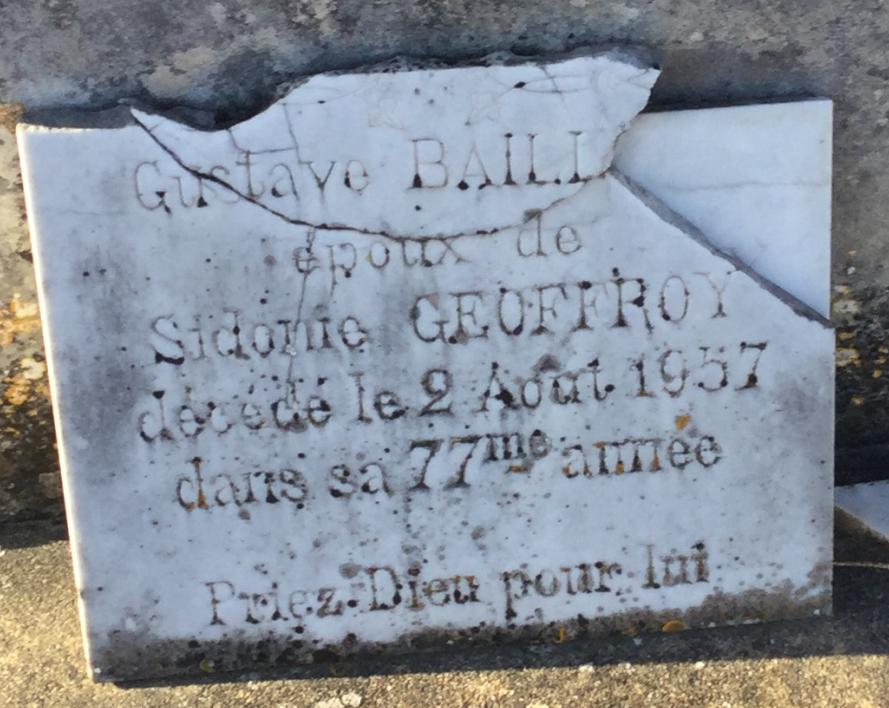 Gustave BAILL
époux de
Sidonie GEOFFROY
décédé le 2 Août 1957
dans sa 77me année
Priez Dieu pour lui